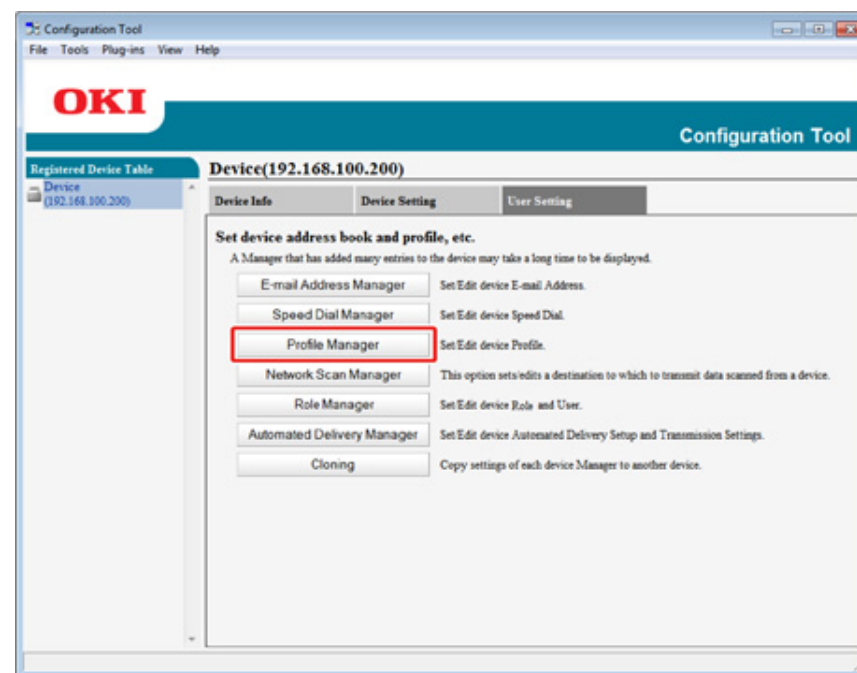 Configuration Tool
File Tools Plug-ins View Help
OKI
Configuration Tool
Registered Device Table
Device
(192.168.100.200)
Device(192.168.100.200)
Device Info Device Setting User Setting
Set device address book and profile, etc.
A Manager that has added many entries to the device may take a long time to be displayed.
E-mail Address Manager Set/Edit device E-mail Address.
Speed Dial Manager Set/Edit device Speed Dial.
Profile Manager Set/Edit device Profile.
Network Scan Manager This option sets/edits a destination to which to transmit data scanned from a device.
Role Manager Set/Edit device Role and User.
Automated Delivery Manager Set/Edit device Automated Delivery Setup and Transmission Settings.
Cloning Copy settings of each device Manager to another device.